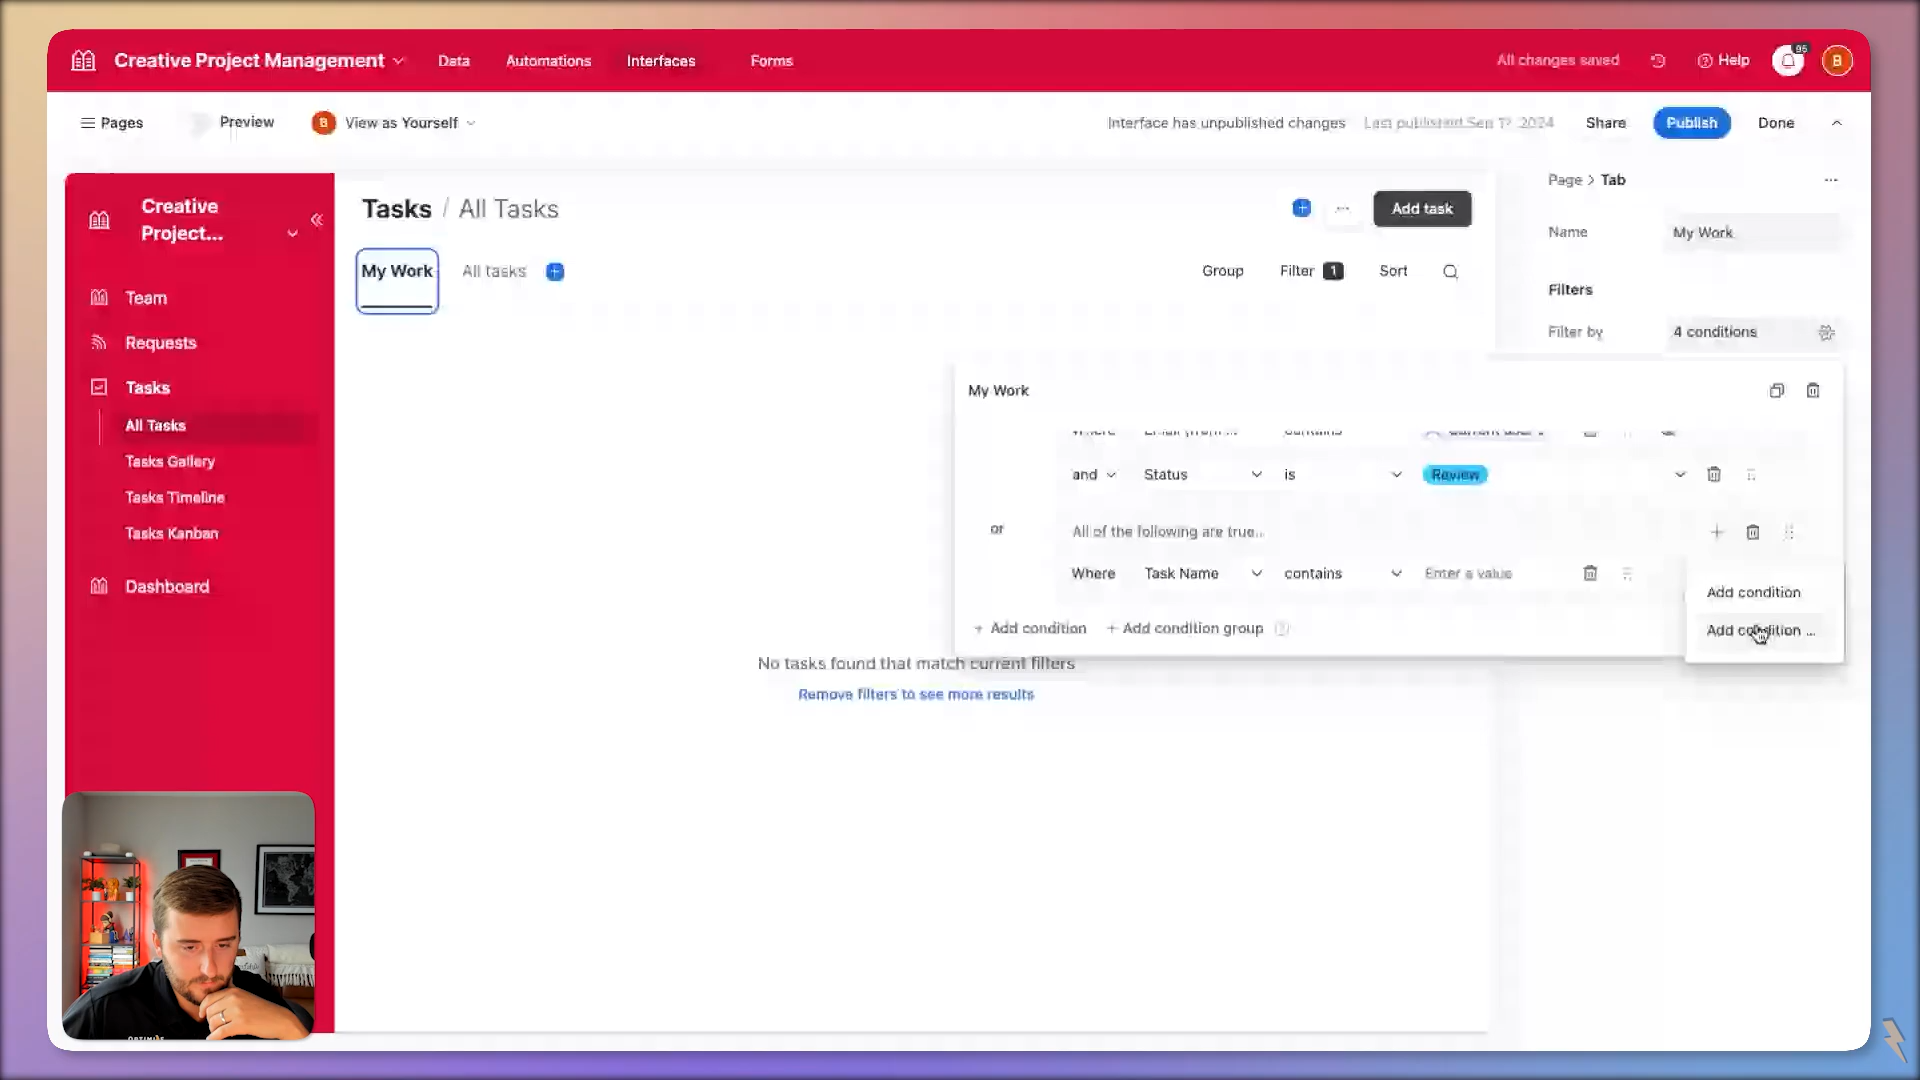 Creative Project Management Data Automations Interfaces Forms All changes saved Help 95 B
Pages Preview B View as Yourself Interface has unpublished changes Last published Sep 17, 2024 Share Publish Done
Page > Tab
Creative Project...
Tasks / All Tasks Add task
Name My Work
My Work All tasks Group Filter 1 Sort
Filters
Filter by 4 conditions
Team
Requests
Tasks
All Tasks
Tasks Gallery
Tasks Timeline
Tasks Kanban
Dashboard
My Work
and Status is Review
or All of the following are true...
Where Task Name contains Enter a value
Add condition
Add condition ...
+ Add condition + Add condition group
No tasks found that match current filters
Remove filters to see more results